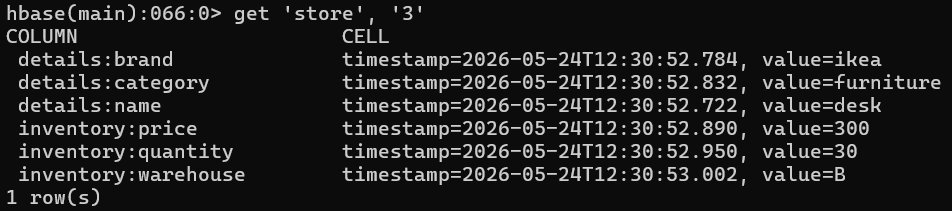 hbase(main):066:0> get 'store', '3'
COLUMN CELL
details:brand timestamp=2026-05-24T12:30:52.784, value=ikea
details:category timestamp=2026-05-24T12:30:52.832, value=furniture
details:name timestamp=2026-05-24T12:30:52.722, value=desk
inventory:price timestamp=2026-05-24T12:30:52.890, value=300
inventory:quantity timestamp=2026-05-24T12:30:52.950, value=30
inventory:warehouse timestamp=2026-05-24T12:30:53.002, value=B
1 row(s)